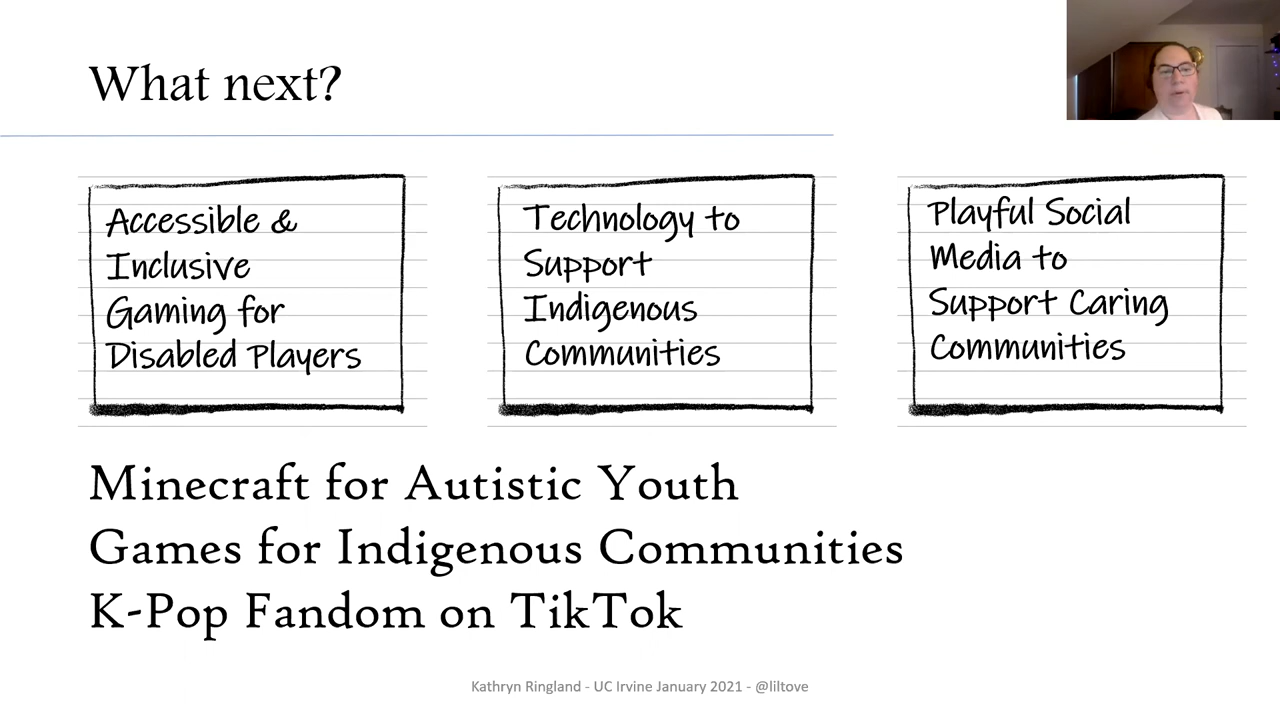 What next?
Accessible &
Inclusive
Gaming for
Disabled Players
Technology to
Support
Indigenous
Communities
Playful Social
Media to
Support Caring
Communities
Minecraft for Autistic Youth
Games for Indigenous Communities
K-Pop Fandom on TikTok
Kathryn Ringland - UC Irvine January 2021 - @liltove